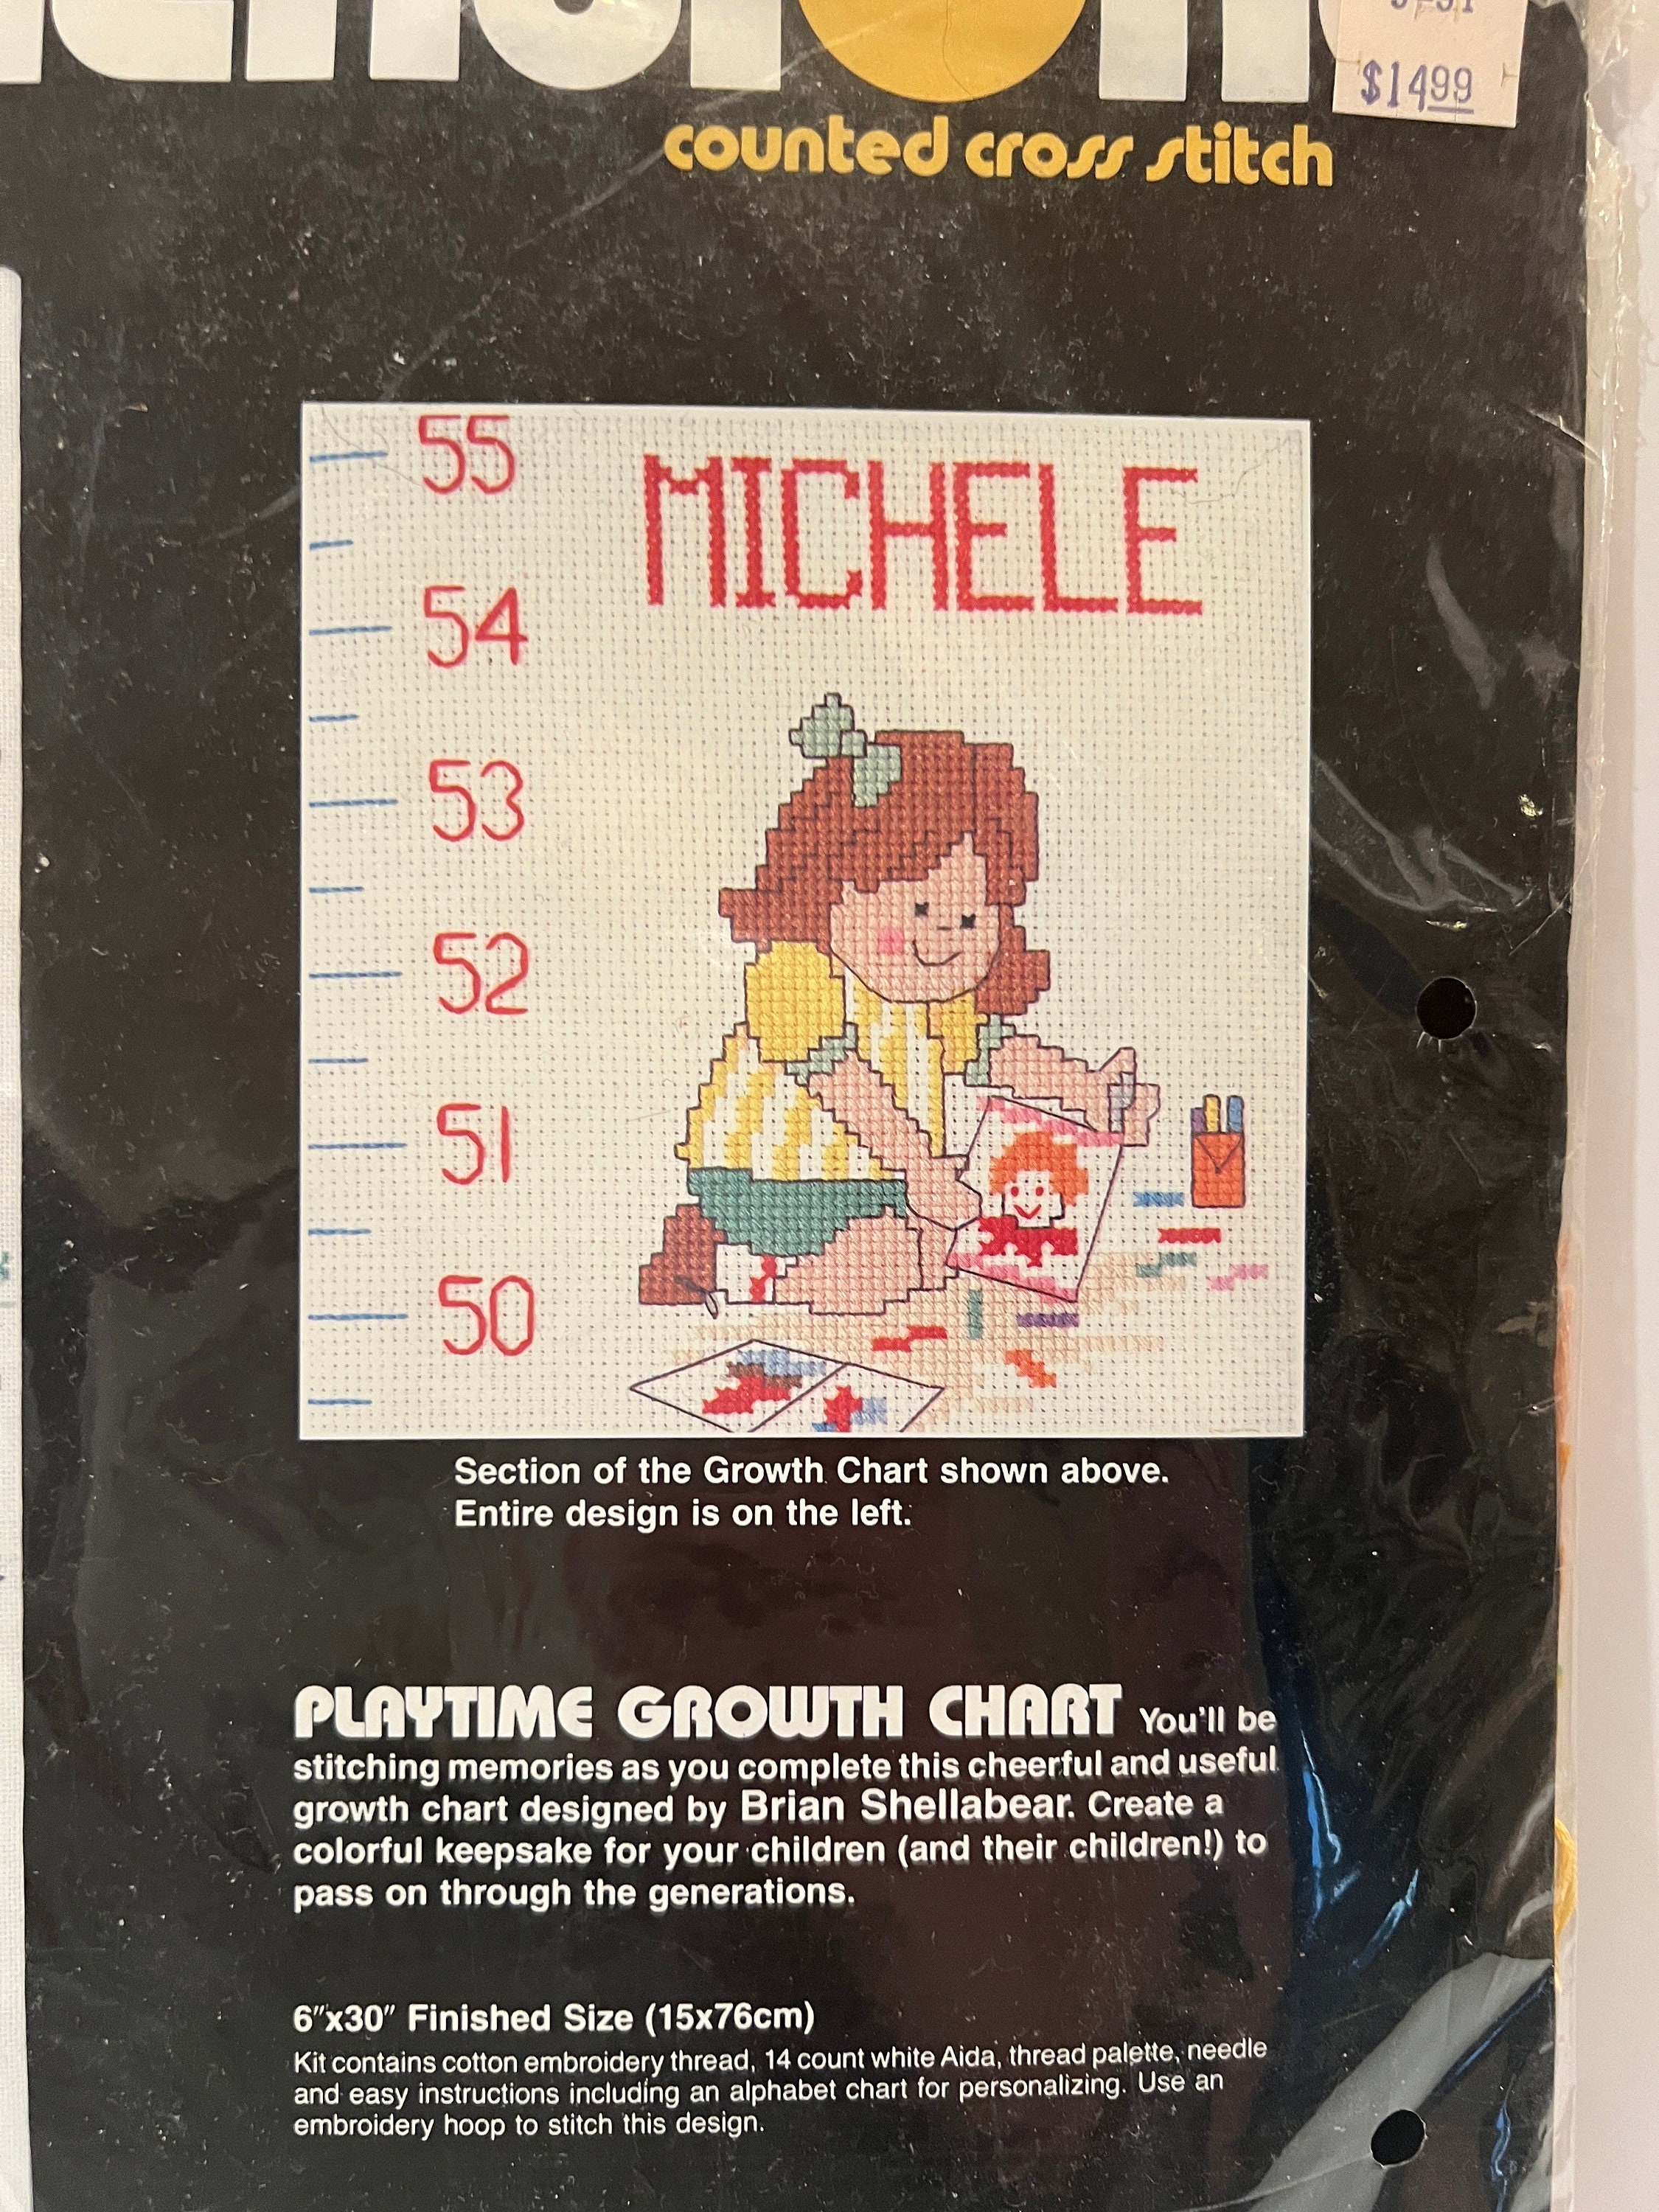 $14.99
counted cross stitch
MICHELE
55
54
53
52
51
50
Section of the Growth Chart shown above.
Entire design is on the left.
PLAYTIME GROWTH CHART You'll be
stitching memories as you complete this cheerful and useful
growth chart designed by Brian Shellabear. Create a
colorful keepsake for your children (and their children!) to
pass on through the generations.
6"x30" Finished Size (15x76cm)
Kit contains cotton embroidery thread, 14 count white Aida, thread palette, needle
and easy instructions including an alphabet chart for personalizing. Use an
embroidery hoop to stitch this design.